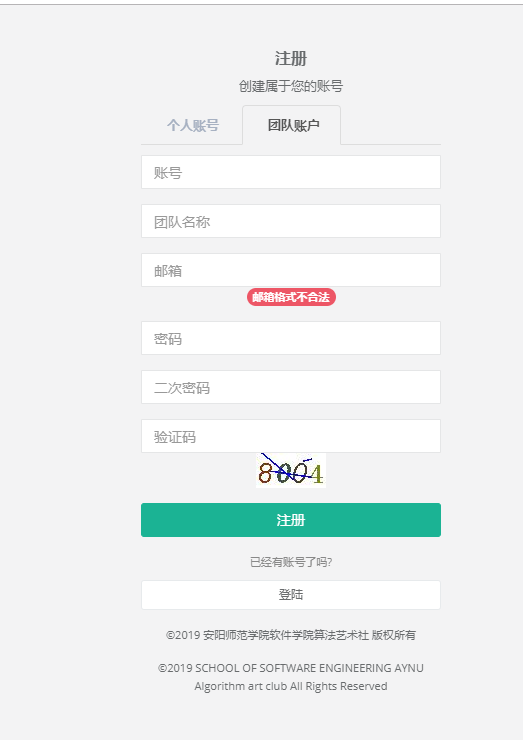 注册
创建属于您的账号
个人账号 团队账户
账号
团队名称
邮箱
邮箱格式不合法
密码
二次密码
验证码
8004
注册
已经有账号了吗?
登陆
©2019 安阳师范学院软件学院算法艺术社 版权所有
©2019 SCHOOL OF SOFTWARE ENGINEERING AYNU
Algorithm art club All Rights Reserved